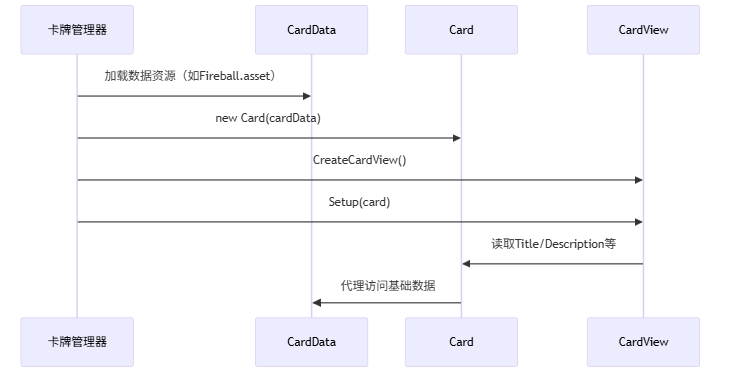 卡牌管理器
CardData
Card
CardView
加载数据资源（如Fireball.asset）
new Card(cardData)
CreateCardView()
Setup(card)
读取Title/Description等
代理访问基础数据
卡牌管理器
CardData
Card
CardView